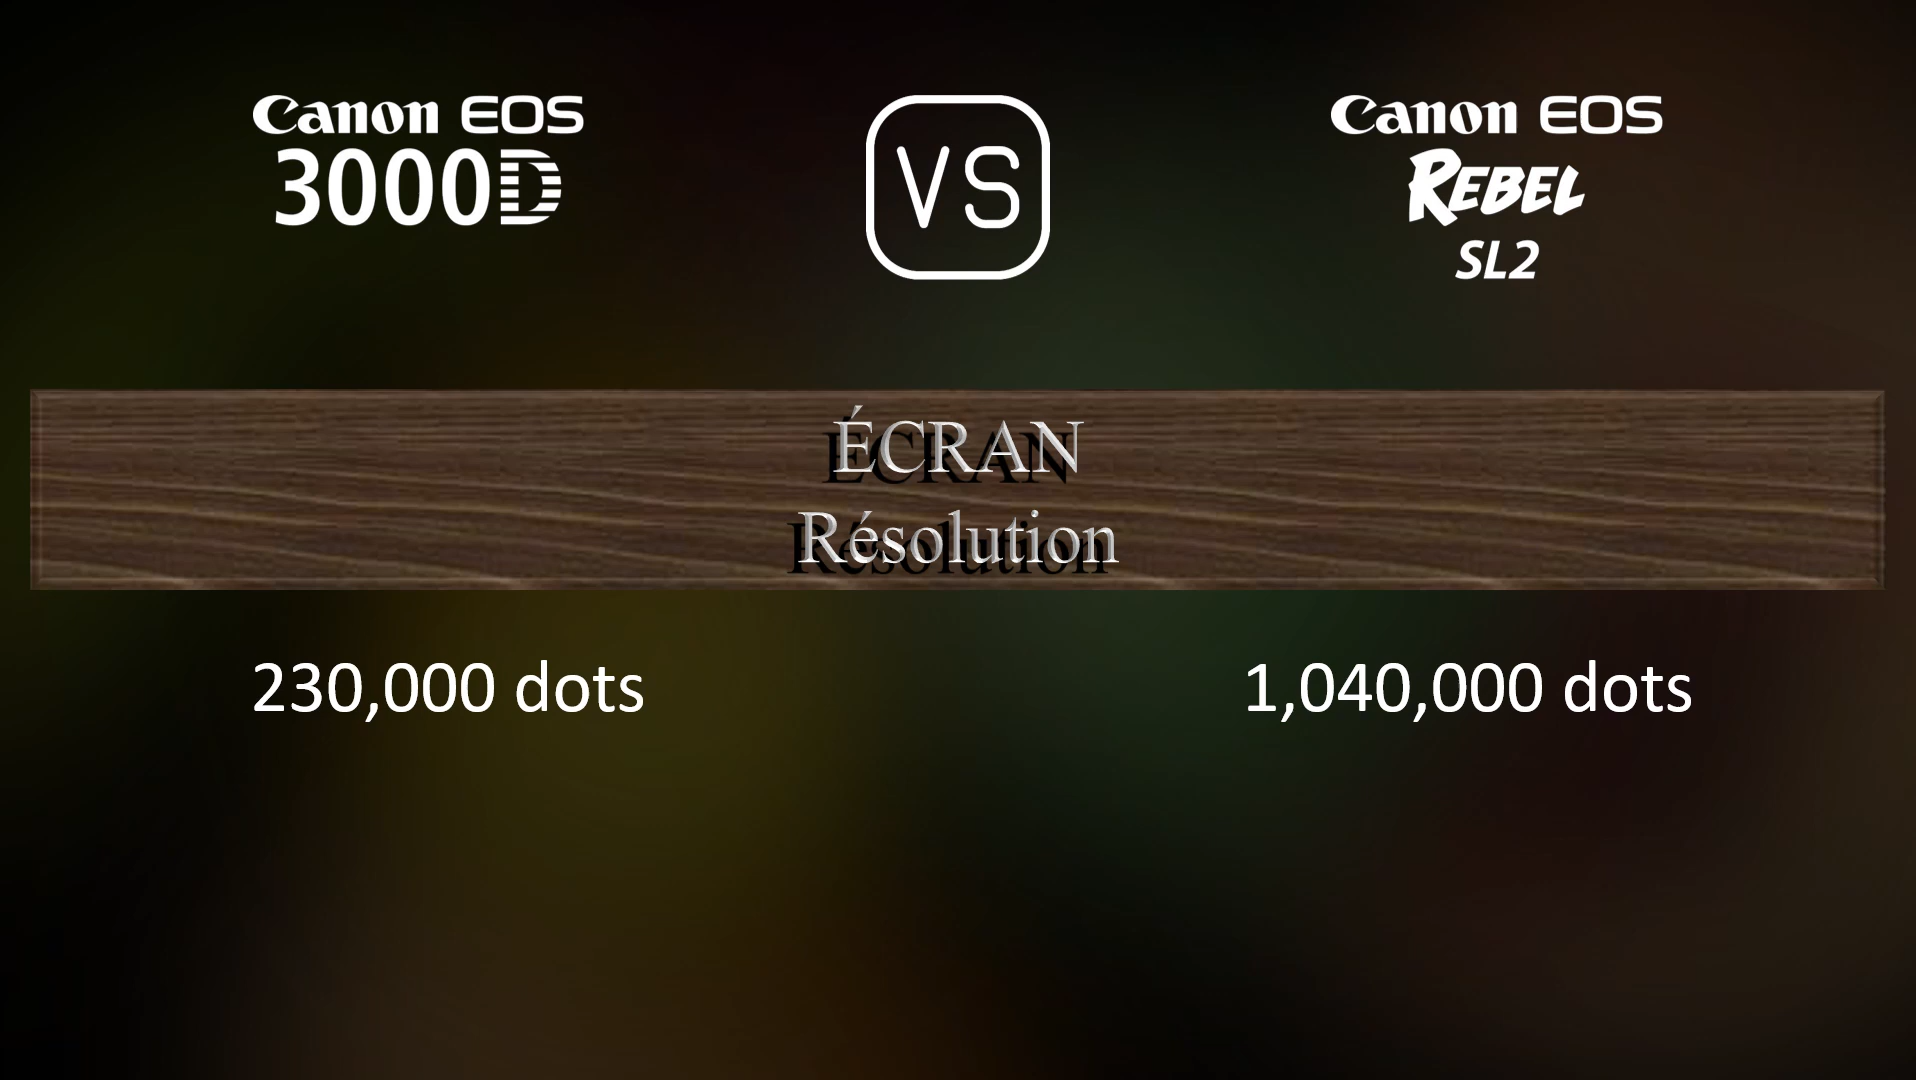 Canon EOS
3000D
VS
Canon EOS
REBEL
SL2
ÉCRAN
Résolution
230,000 dots
1,040,000 dots